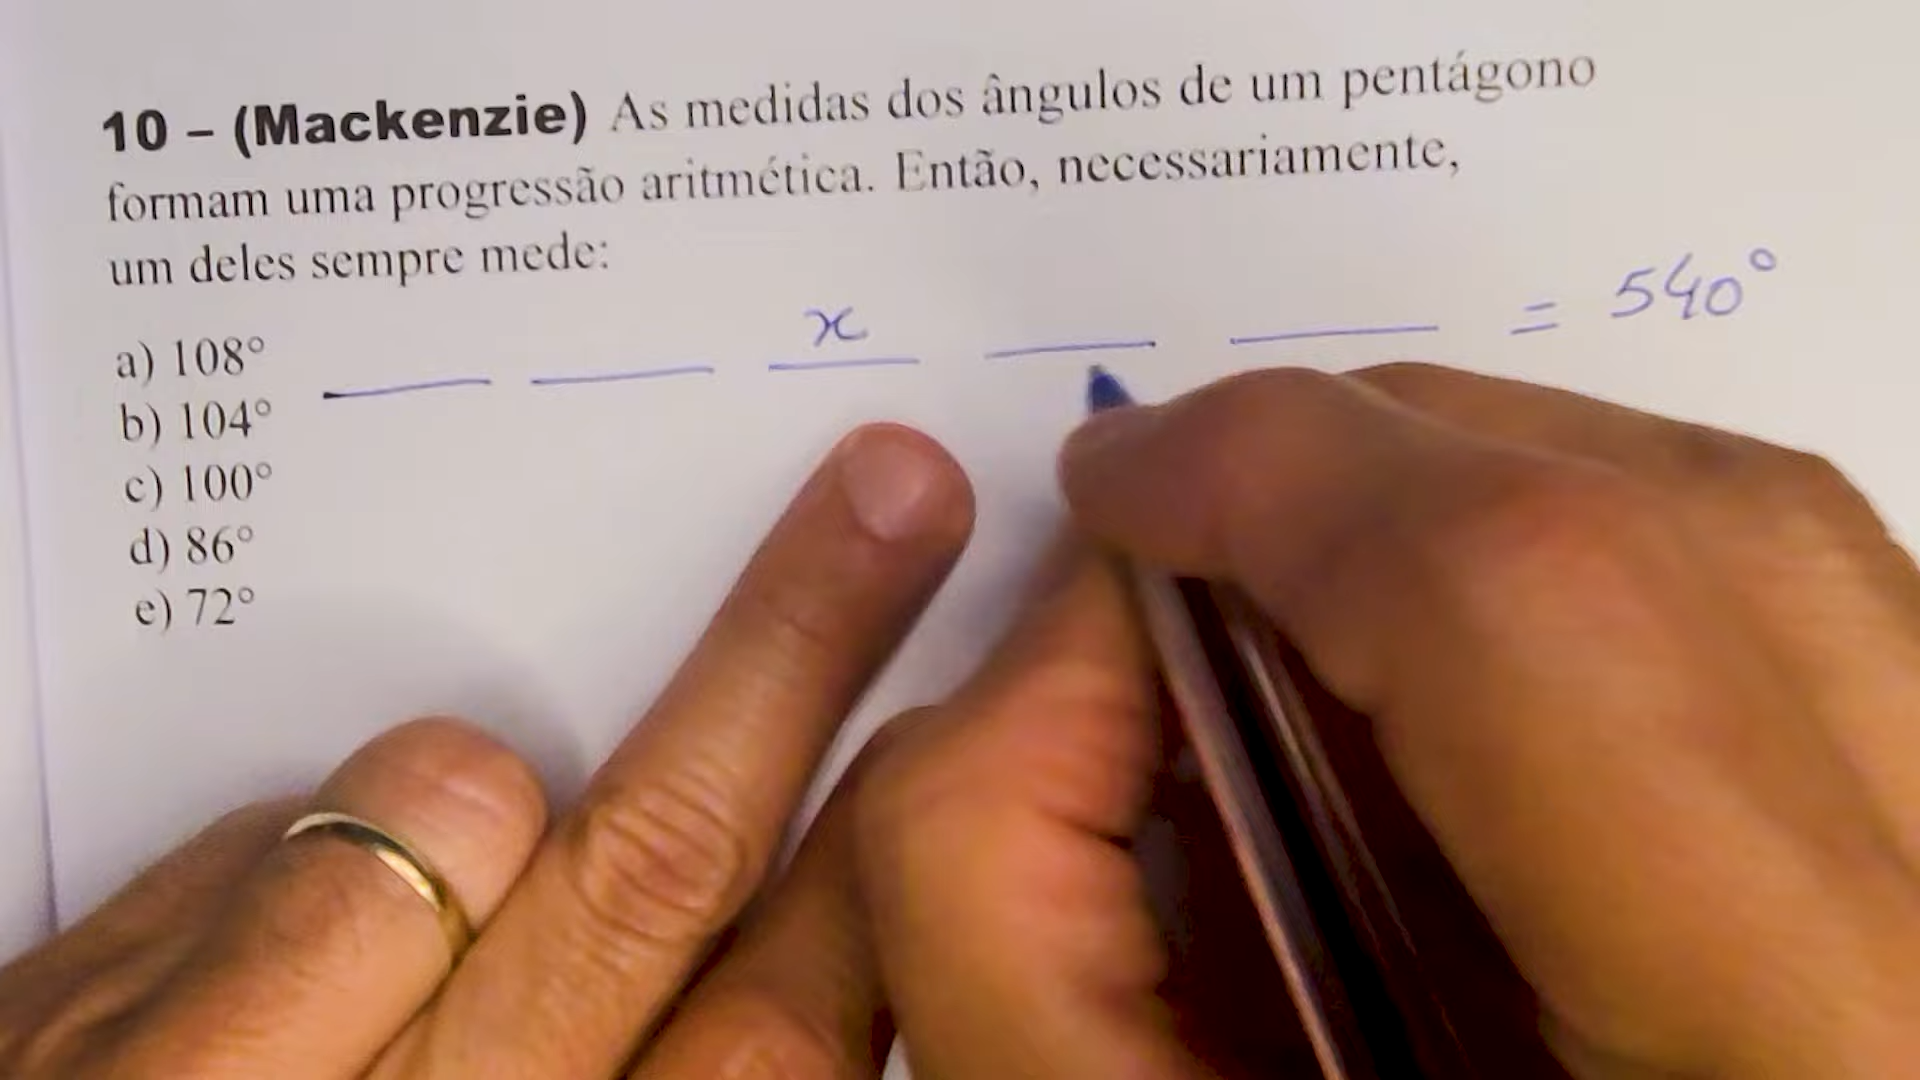 10 – (Mackenzie) As medidas dos ângulos de um pentágono
formam uma progressão aritmética. Então, necessariamente,
um deles sempre mede:
x = 540°
a) 108°
b) 104°
c) 100°
d) 86°
e) 72°